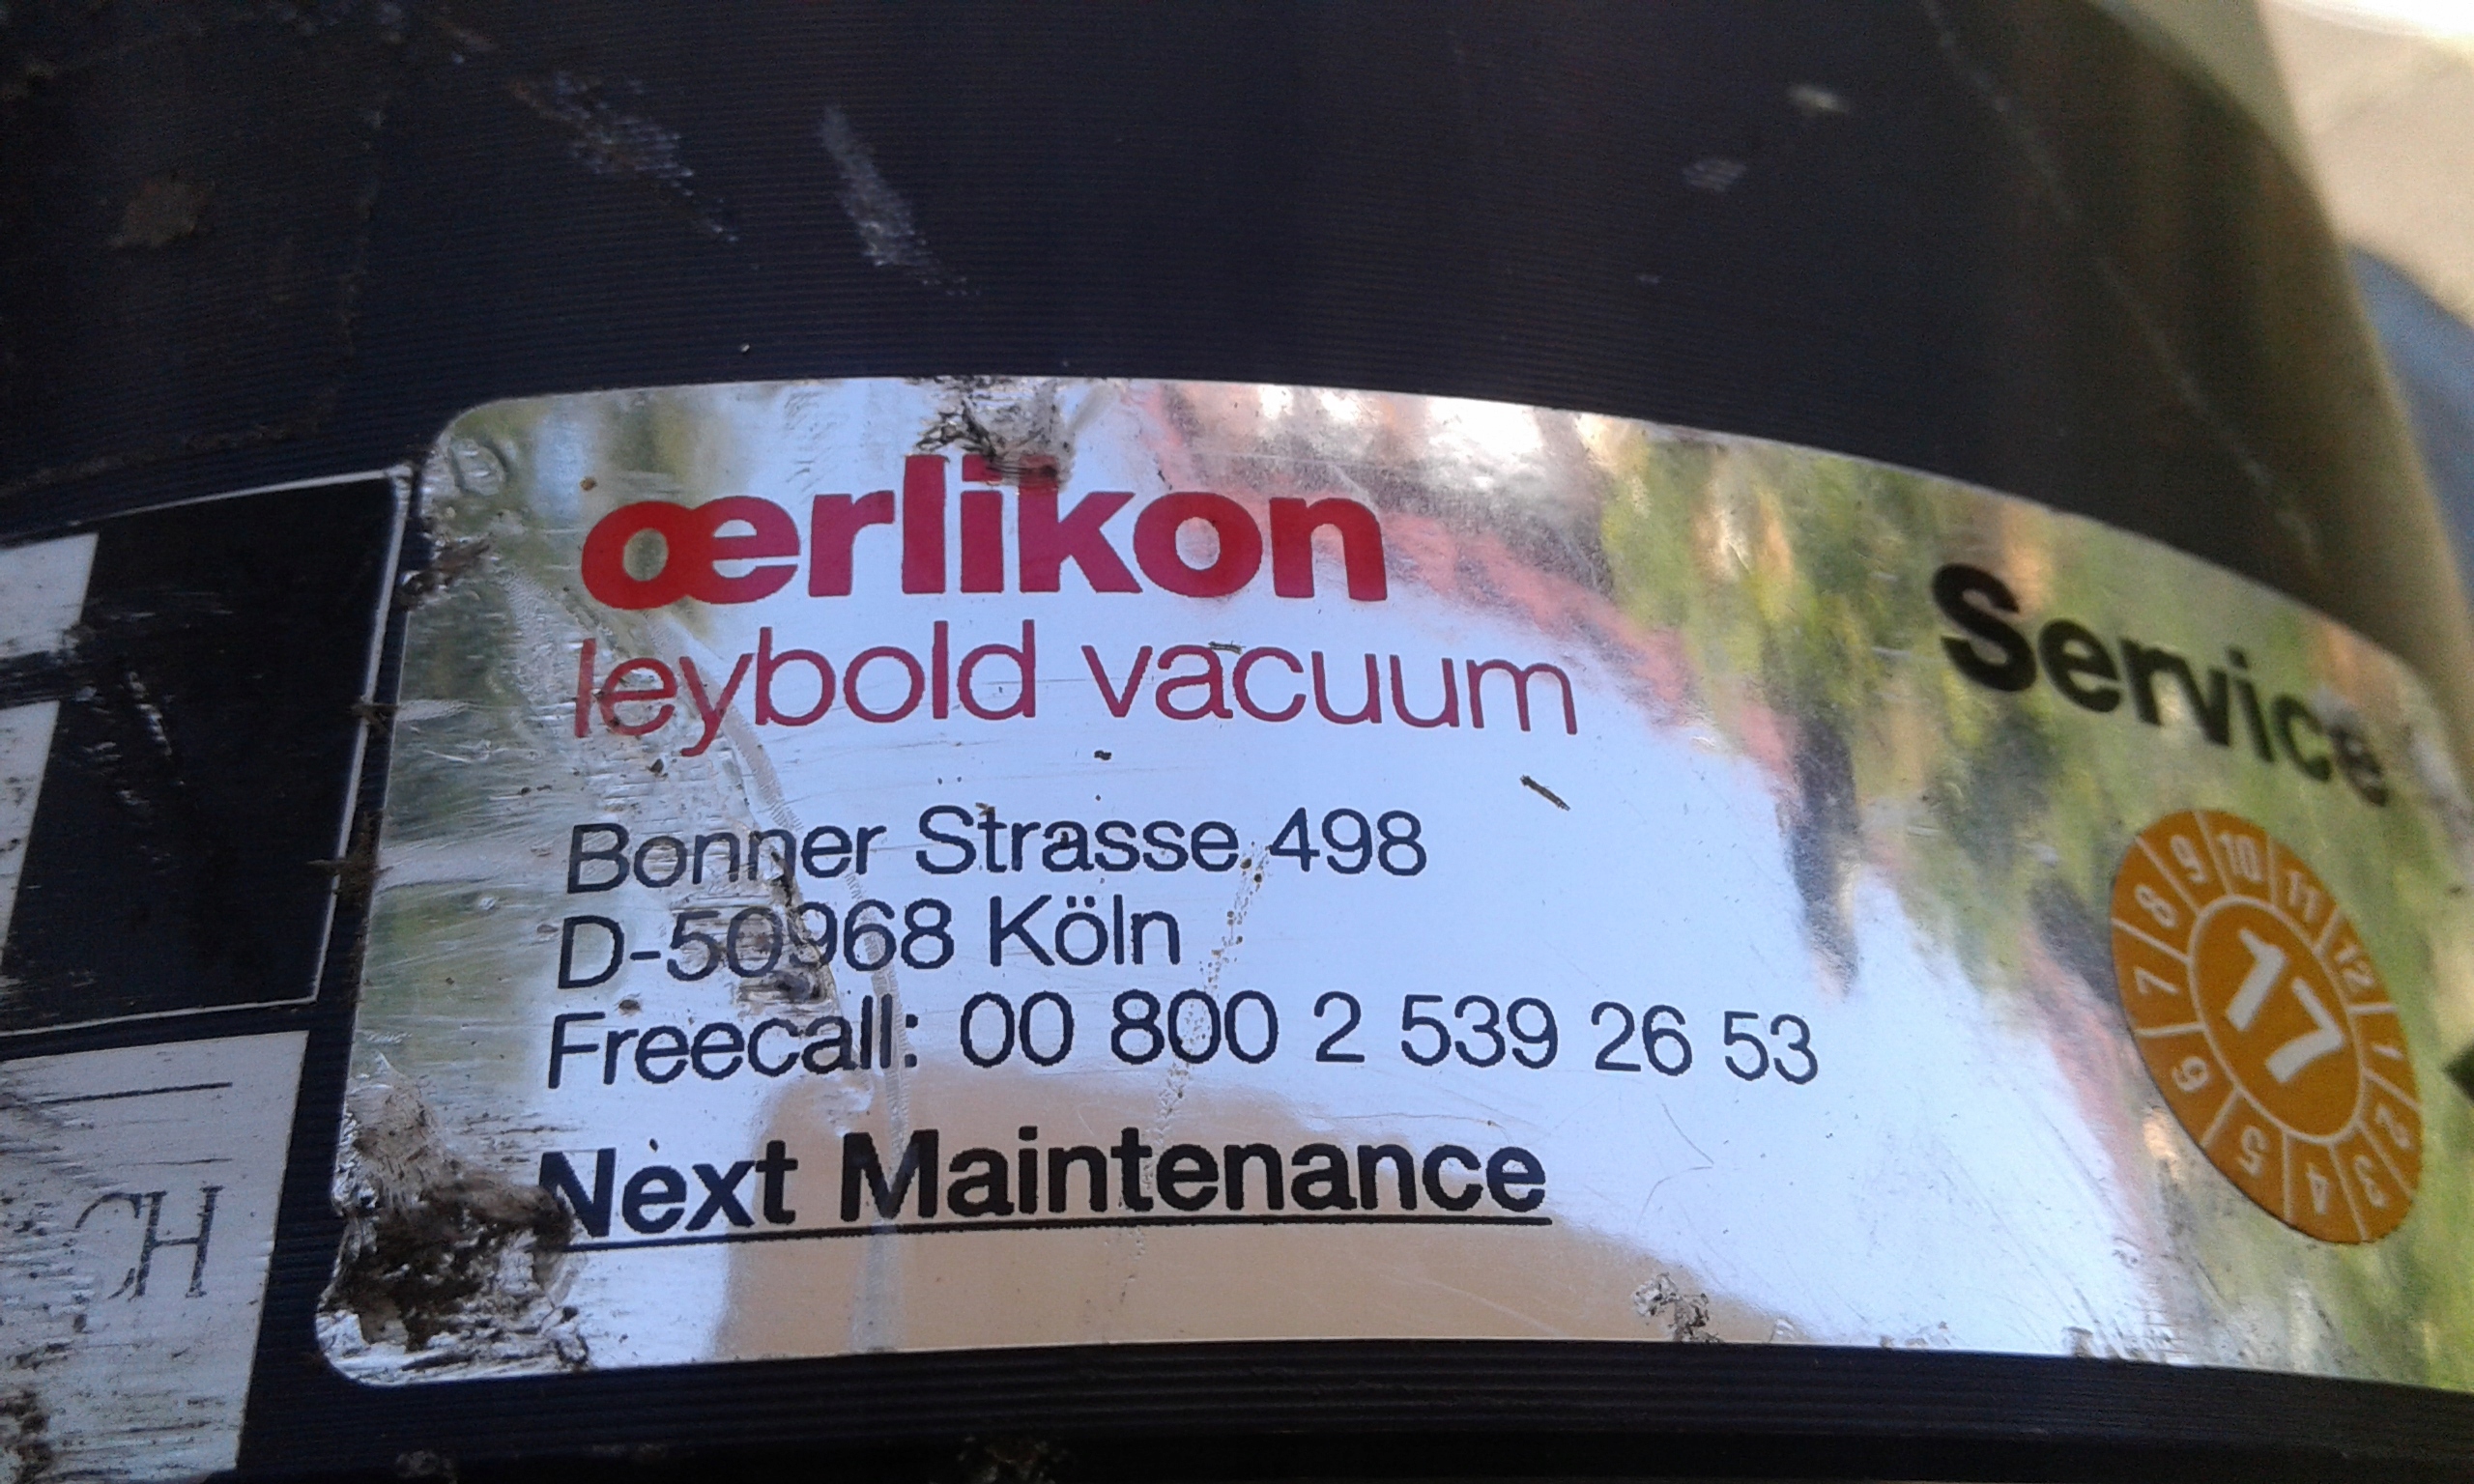 œrlikon
leybold vacuum
Service
Bonner Strasse 498
D-50968 Köln
Freecall: 00 800 2 539 26 53
Next Maintenance
17
1 2 3 4 5 6 7 8 9 10 11 12
CH